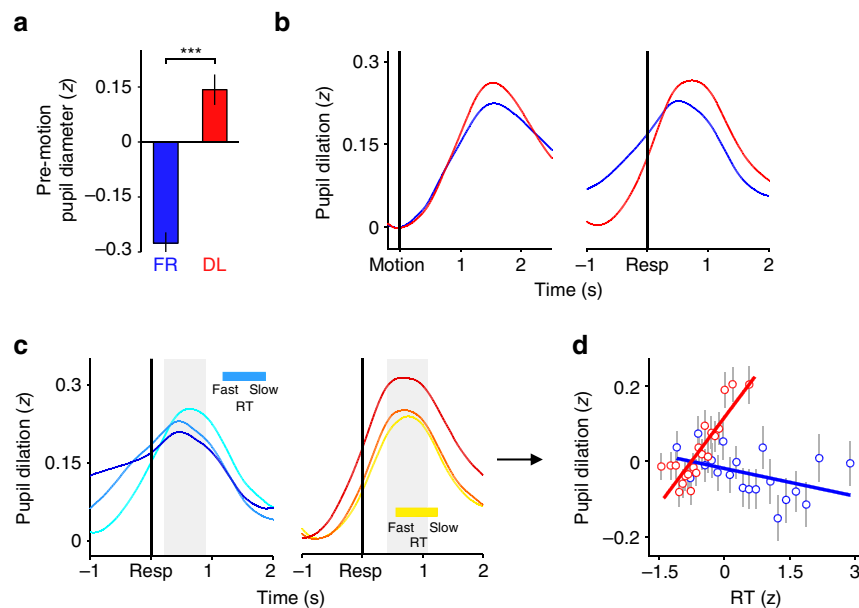 a
***
Pre-motion
pupil diameter (z)
0.15
0
−0.15
−0.3
FR
DL
b
Pupil dilation (z)
0.3
0.15
0
Motion
1
2
−1
Resp
1
2
Time (s)
c
Pupil dilation (z)
0.3
0.15
0
Fast
Slow
RT
−1
Resp
1
2
Fast
Slow
RT
−1
Resp
1
2
Time (s)
d
Pupil dilation (z)
0.2
0
−0.2
−1.5
0
1.5
3
RT (z)